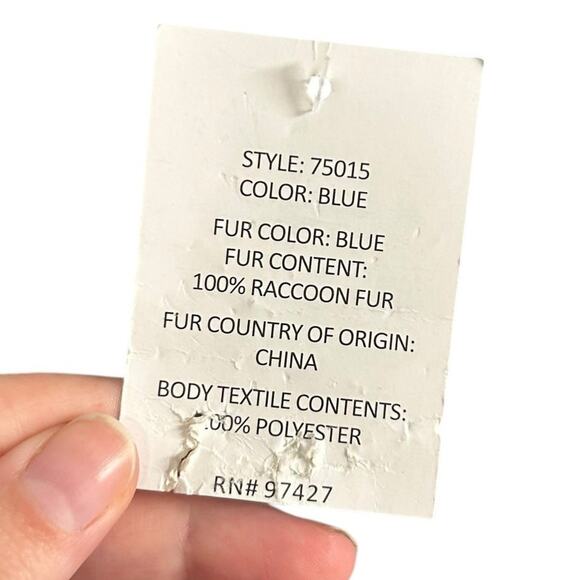 STYLE: 75015
COLOR: BLUE
FUR COLOR: BLUE
FUR CONTENT:
100% RACCOON FUR
FUR COUNTRY OF ORIGIN:
CHINA
BODY TEXTILE CONTENTS:
100% POLYESTER
RN# 97427